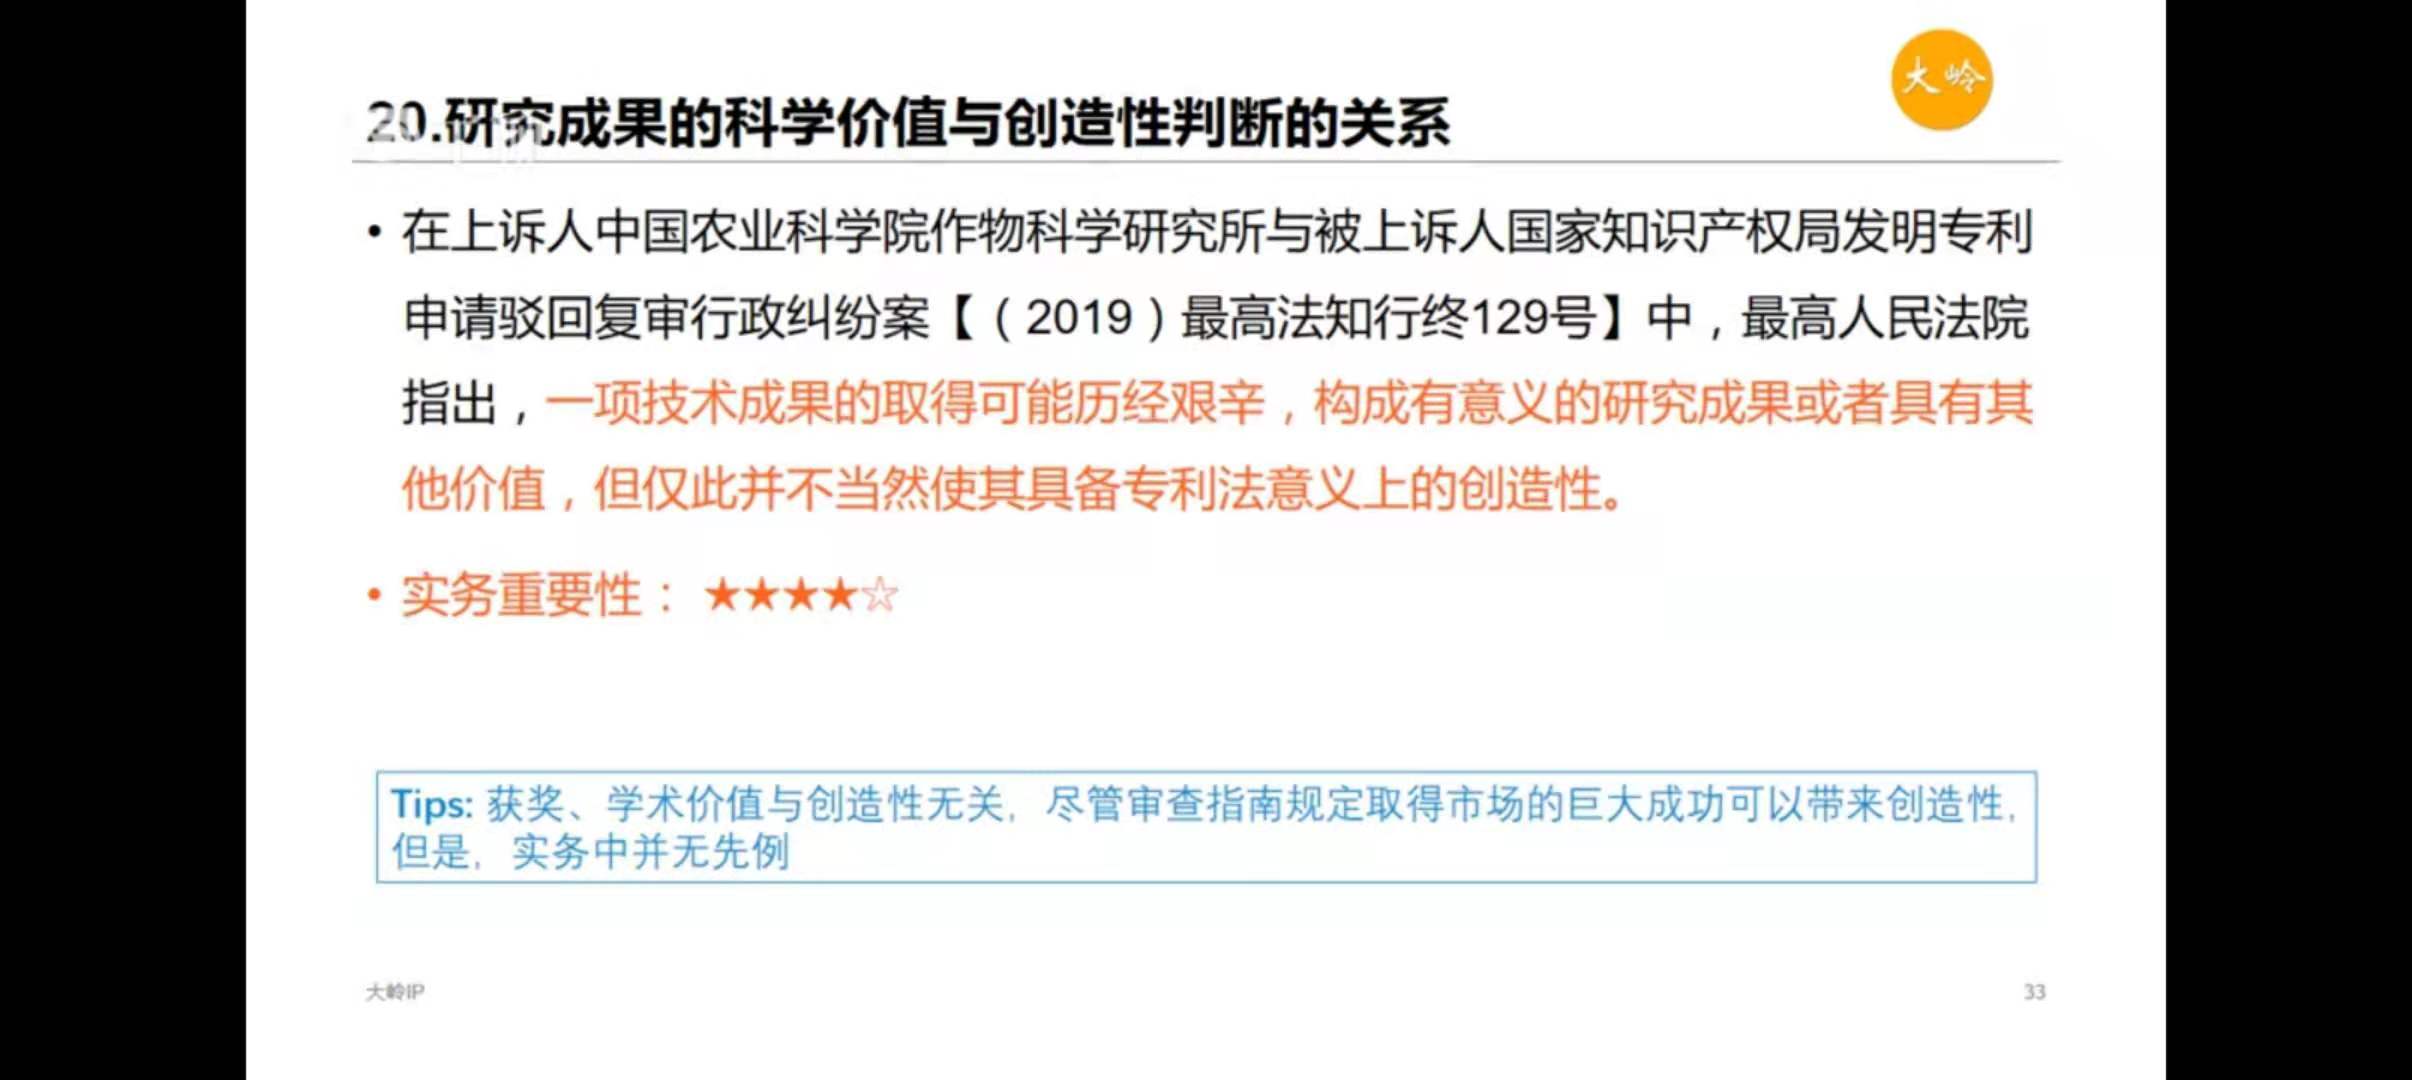 大岭
20.研究成果的科学价值与创造性判断的关系
• 在上诉人中国农业科学院作物科学研究所与被上诉人国家知识产权局发明专利
申请驳回复审行政纠纷案【（2019）最高法知行终129号】中，最高人民法院
指出，一项技术成果的取得可能历经艰辛，构成有意义的研究成果或者具有其
他价值，但仅此并不当然使其具备专利法意义上的创造性。
• 实务重要性： ★★★★☆
Tips: 获奖、学术价值与创造性无关，尽管审查指南规定取得市场的巨大成功可以带来创造性，
但是，实务中并无先例
大岭IP
33